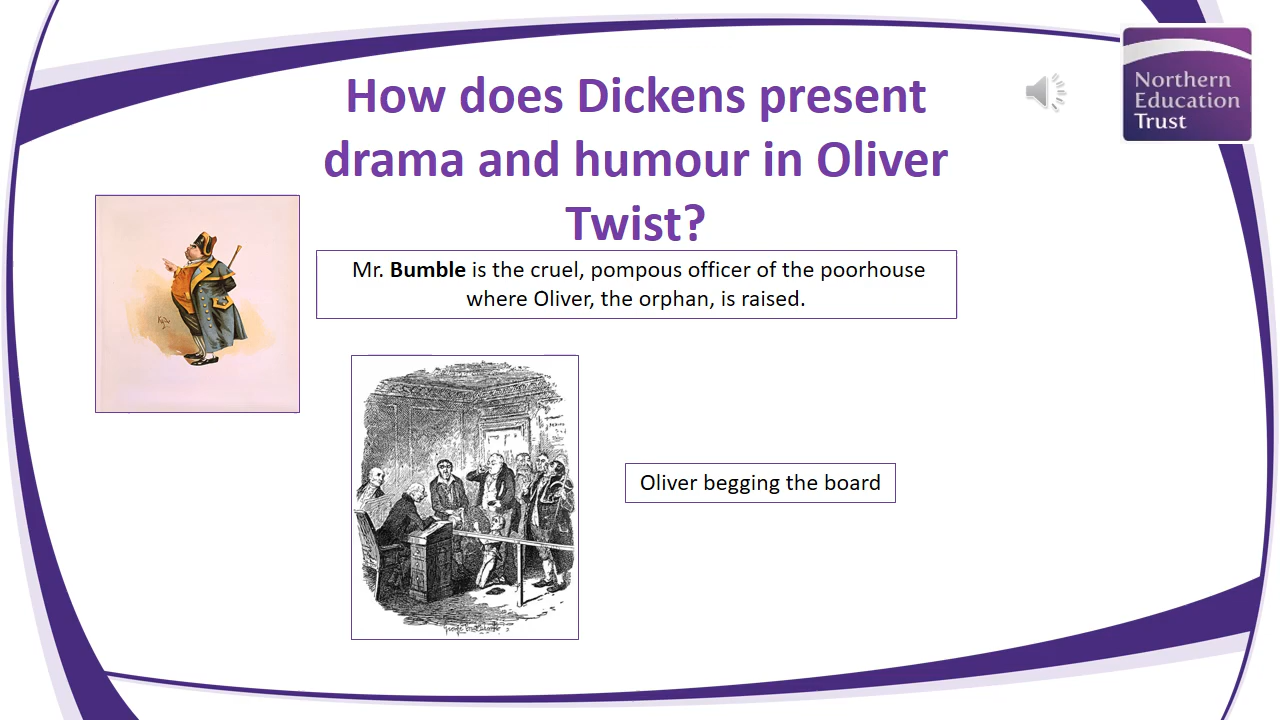 How does Dickens present
drama and humour in Oliver
Twist?
Northern
Education
Trust
Mr. Bumble is the cruel, pompous officer of the poorhouse
where Oliver, the orphan, is raised.
Oliver begging the board